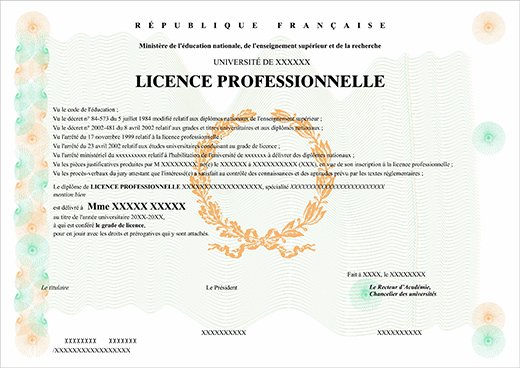 RÉPUBLIQUE FRANÇAISE
Ministère de l'éducation nationale, de l'enseignement supérieur et de la recherche
UNIVERSITÉ DE XXXXXX
LICENCE PROFESSIONNELLE
Vu le code de l'éducation ;
Vu le décret n° 84-573 du 5 juillet 1984 modifié relatif aux diplômes nationaux de l'enseignement supérieur ;
Vu le décret n° 2002-481 du 8 avril 2002 relatif aux grades et titres universitaires et aux diplômes nationaux ;
Vu l'arrêté du 17 novembre 1999 relatif à la licence professionnelle ;
Vu l'arrêté du 23 avril 2002 relatif aux études universitaires conduisant au grade de licence ;
Vu l'arrêté ministériel du xxxxxxxxxx relatif à l'habilitation de l'université de xxxxxxx à délivrer des diplômes nationaux ;
Vu les pièces justificatives produites par M XXXXXXXXX, né(e) le XXXXXX à XXXXXX (XXX), en vue de son inscription à la licence professionnelle ;
Vu les procès-verbaux du jury attestant que l'intéressé(e) a satisfait au contrôle des connaissances et des aptitudes prévu par les textes réglementaires ;
Le diplôme de LICENCE PROFESSIONNELLE XXXXXXXXXXXXXXXXXX, spécialité XXXXXXXXXXXXXXXXXXXXXXX
mention bien
est délivré à Mme XXXXX XXXXX
au titre de l'année universitaire 20XX-20XX,
à qui est conféré le grade de licence,
pour en jouir avec les droits et prérogatives qui y sont attachés.
Fait à XXXX, le XXXXXXXX
Le titulaire
Le Président
Le Recteur d'Académie,
Chancelier des universités
XXXXXXXX XXXXXXX
/XXXXXXXXXXXXXXXXX
XXXXXXXXXX
XXXXXXXXXX